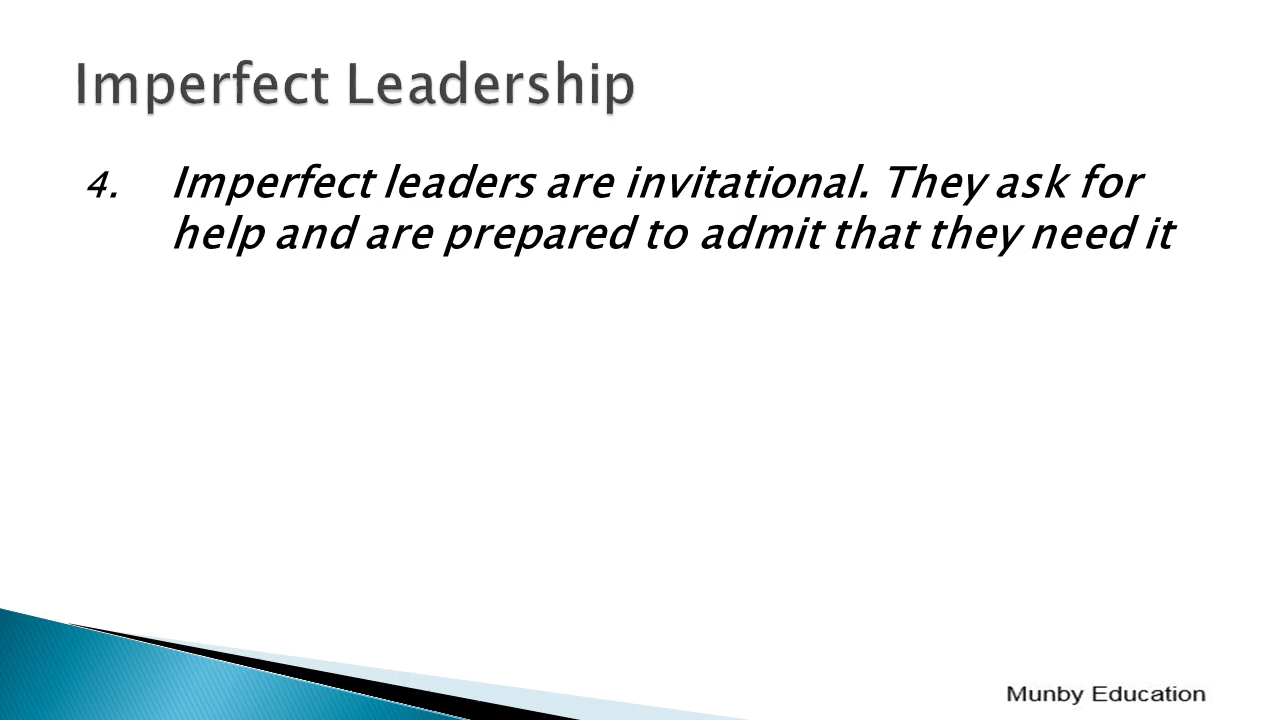 Imperfect Leadership
4. Imperfect leaders are invitational. They ask for
help and are prepared to admit that they need it
Munby Education